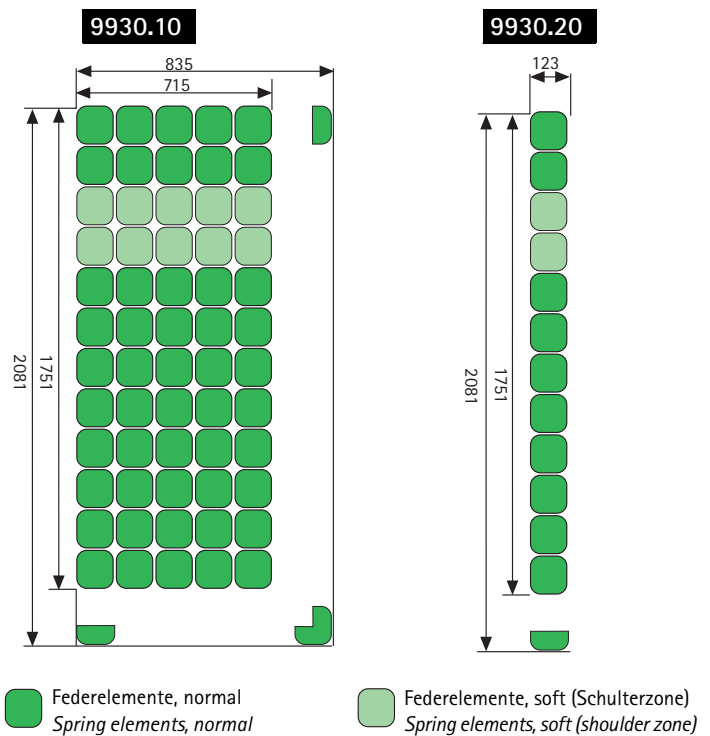 9930.10
9930.20
835
715
123
2081
1751
2081
1751
Federelemente, normal
Spring elements, normal
Federelemente, soft (Schulterzone)
Spring elements, soft (shoulder zone)